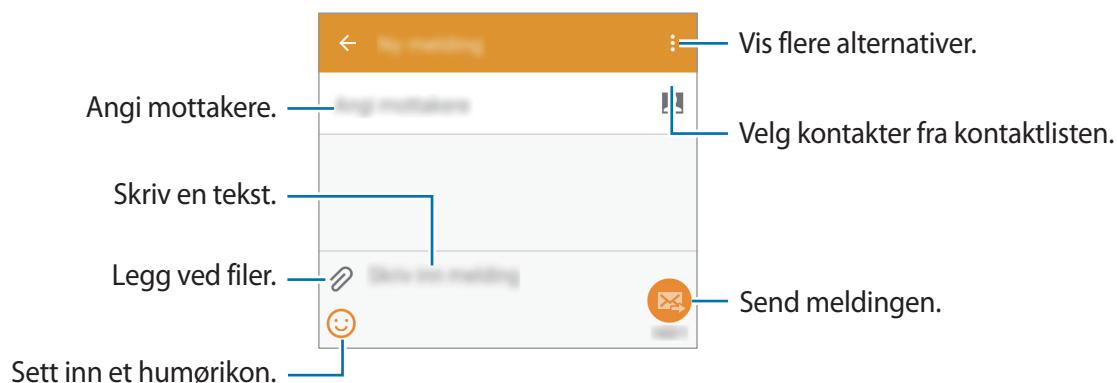 Vis flere alternativer.
Angi mottakere.
Velg kontakter fra kontaktlisten.
Skriv en tekst.
Legg ved filer.
Send meldingen.
Sett inn et humørikon.